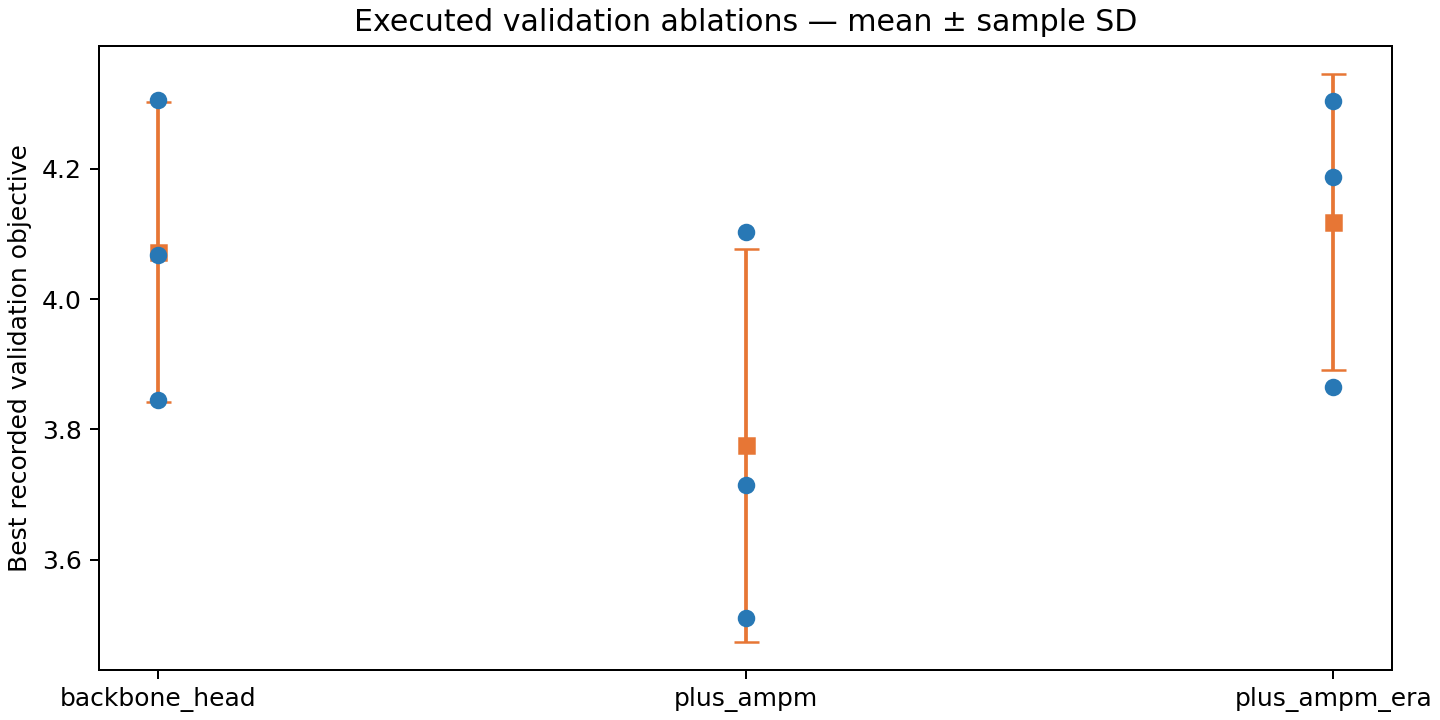 Executed validation ablations — mean ± sample SD
Best recorded validation objective
4.2
4.0
3.8
3.6
backbone_head
plus_ampm
plus_ampm_era